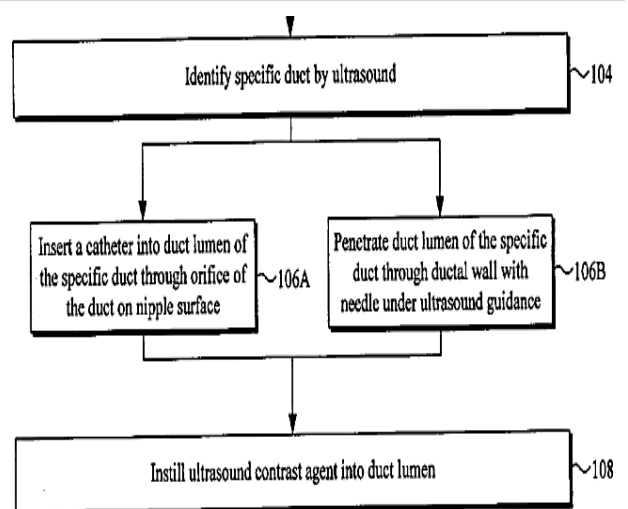 Identify specific duct by ultrasound
104
Insert a catheter into duct lumen of
the specific duct through orifice of
the duct on nipple surface
106A
Penetrate duct lumen of the specific
duct through ductal wall with
needle under ultrasound guidance
106B
Instill ultrasound contrast agent into duct lumen
108